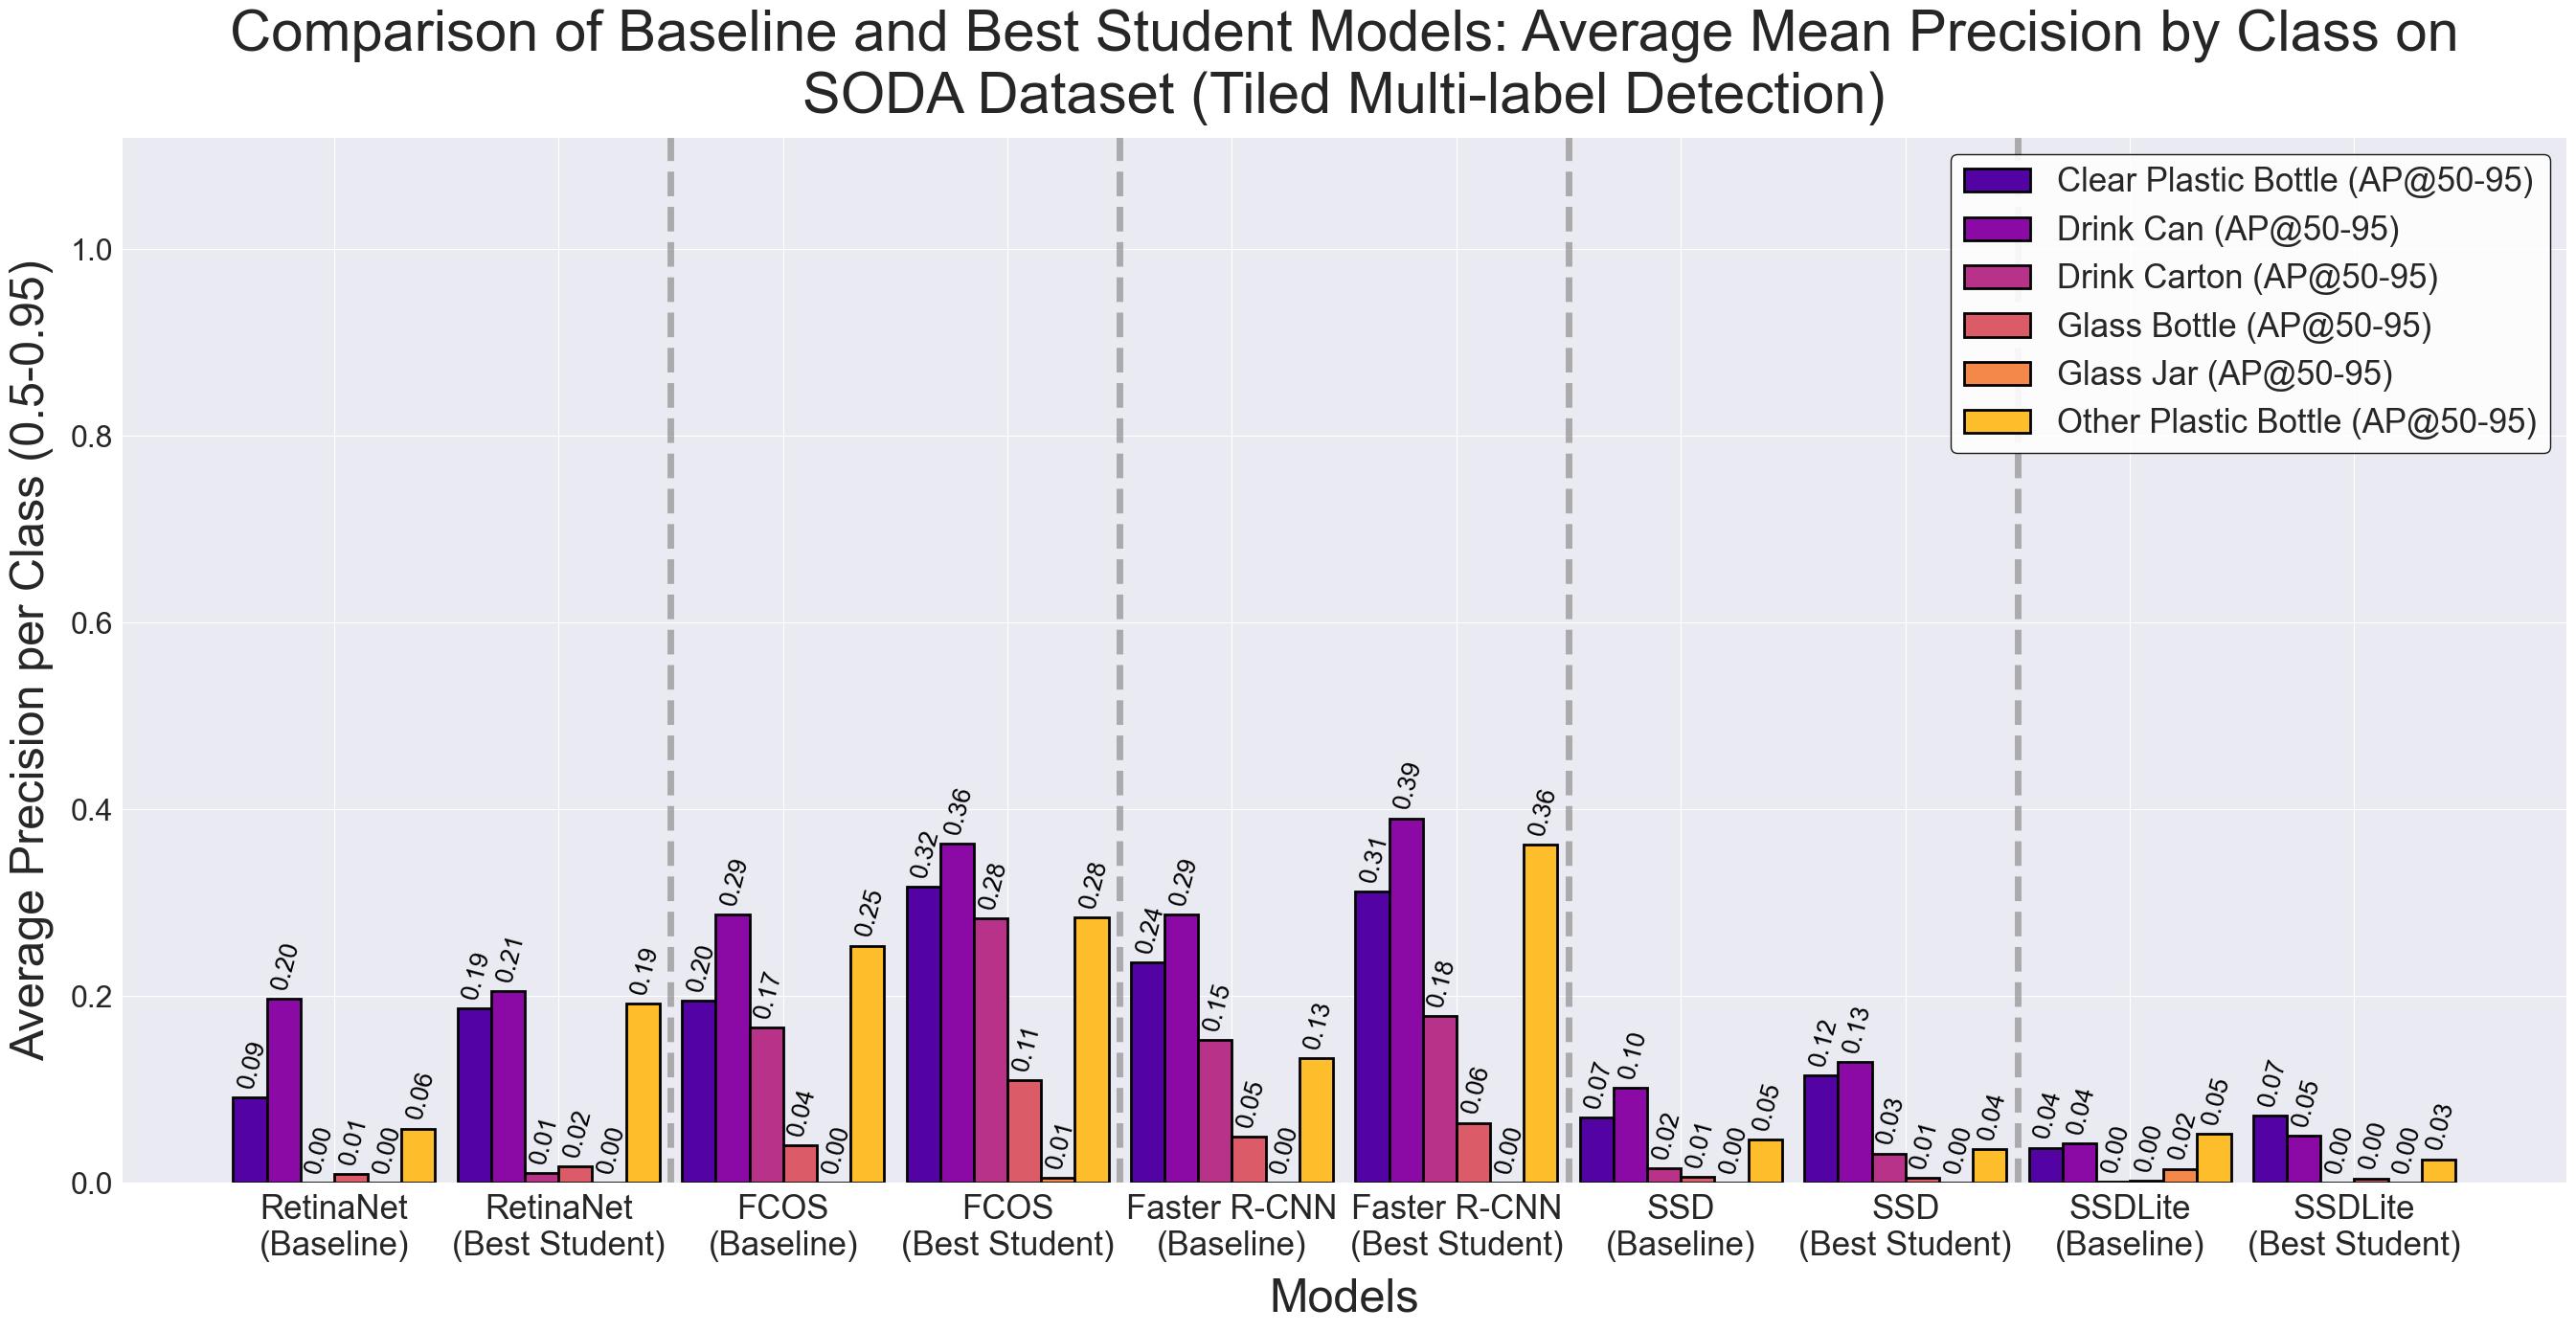 Comparison of Baseline and Best Student Models: Average Mean Precision by Class on
SODA Dataset (Tiled Multi-label Detection)
Average Precision per Class (0.5-0.95)
1.0
0.8
0.6
0.4
0.2
0.0
Clear Plastic Bottle (AP@50-95)
Drink Can (AP@50-95)
Drink Carton (AP@50-95)
Glass Bottle (AP@50-95)
Glass Jar (AP@50-95)
Other Plastic Bottle (AP@50-95)
0.09 0.20 0.00 0.01 0.00 0.06
0.19 0.21 0.01 0.02 0.00 0.19
0.20 0.29 0.17 0.04 0.00 0.25
0.32 0.36 0.28 0.11 0.01 0.28
0.24 0.29 0.15 0.05 0.00 0.13
0.31 0.39 0.18 0.06 0.00 0.36
0.07 0.10 0.02 0.01 0.00 0.05
0.12 0.13 0.03 0.01 0.00 0.04
0.04 0.04 0.00 0.00 0.02 0.05
0.07 0.05 0.00 0.00 0.00 0.03
RetinaNet
(Baseline)
RetinaNet
(Best Student)
FCOS
(Baseline)
FCOS
(Best Student)
Faster R-CNN
(Baseline)
Faster R-CNN
(Best Student)
SSD
(Baseline)
SSD
(Best Student)
SSDLite
(Baseline)
SSDLite
(Best Student)
Models